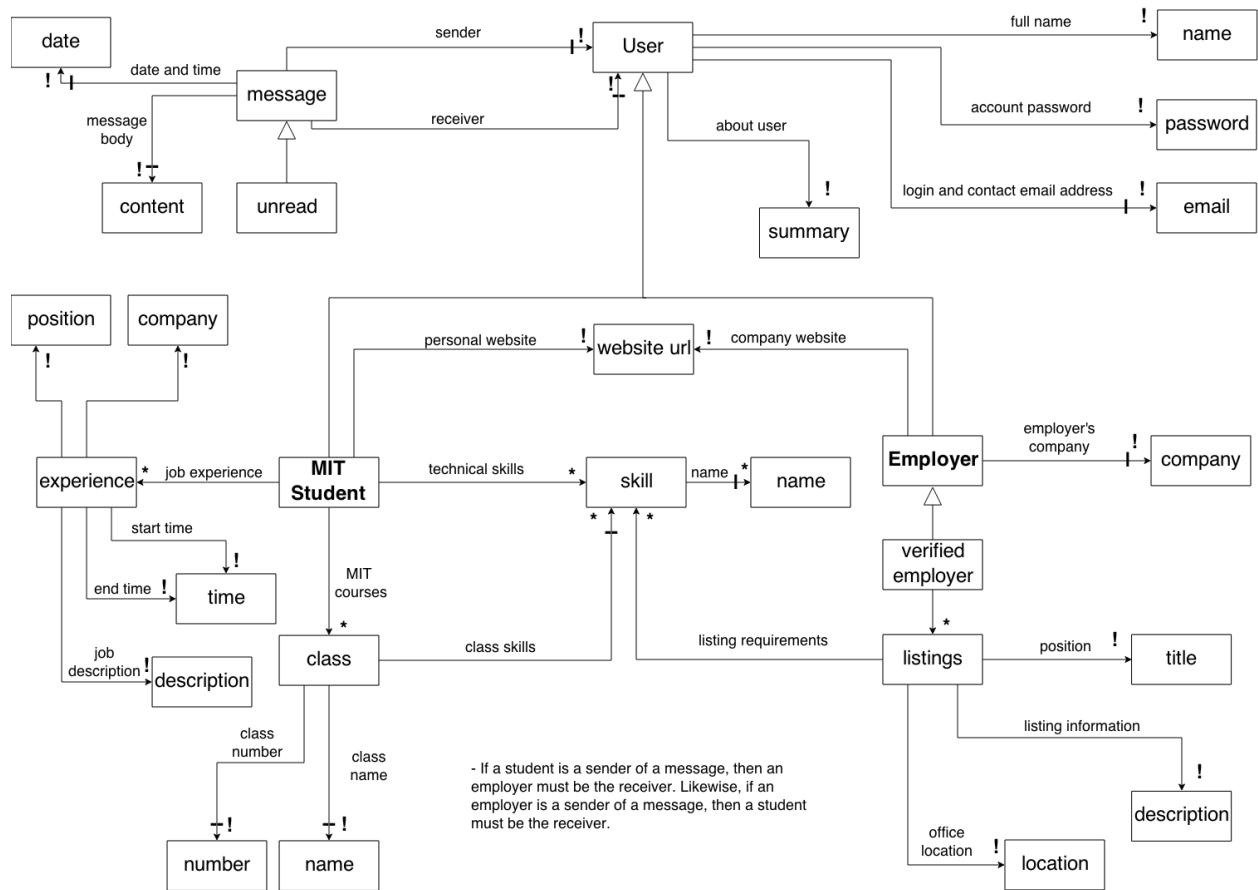 sender
!
User
full name
!
name
date
!
date and time
message
message
body
!
content
unread
receiver
!
about user
!
summary
account password
!
password
login and contact email address
!
email
position
!
company
!
personal website
!
website url
!
company website
experience
*
job experience
MIT
Student
technical skills
*
skill
name
*
name
Employer
employer's
company
!
company
start time
!
end time
!
time
job
description
!
description
MIT
courses
*
class
class skills
*
*
listing requirements
verified
employer
*
listings
position
!
title
listing information
!
description
office
location
!
location
class
number
!
number
class
name
!
name
- If a student is a sender of a message, then an
employer must be the receiver. Likewise, if an
employer is a sender of a message, then a student
must be the receiver.